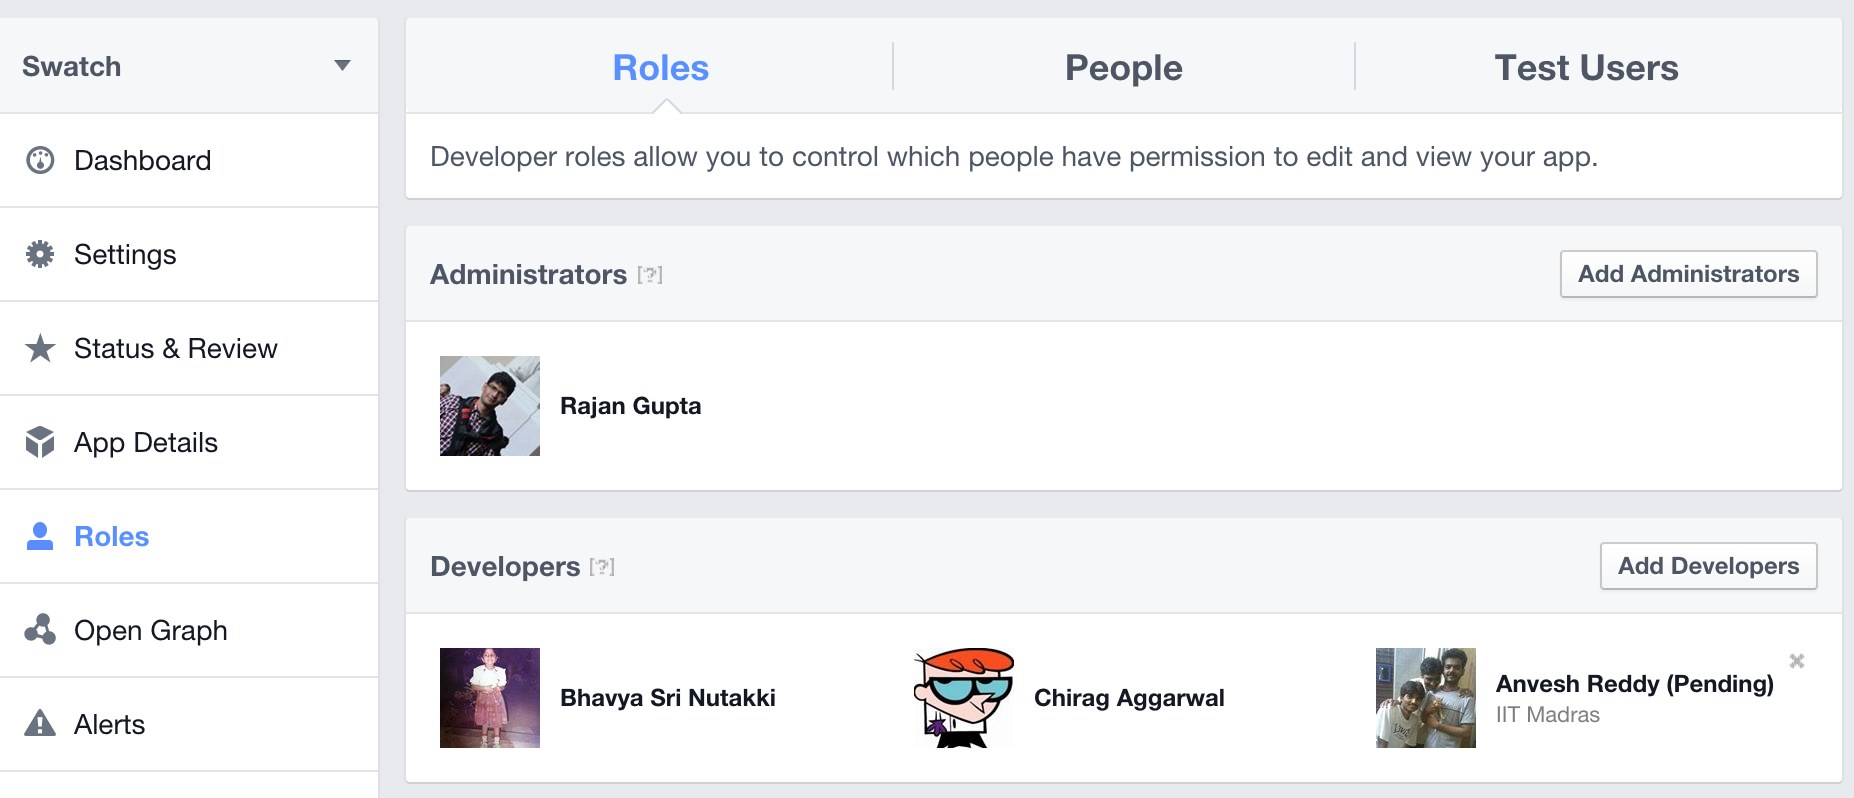 Swatch
Dashboard
Settings
Status & Review
App Details
Roles
Open Graph
Alerts
Roles People Test Users
Developer roles allow you to control which people have permission to edit and view your app.
Administrators [?] Add Administrators
Rajan Gupta
Developers [?] Add Developers
Bhavya Sri Nutakki
Chirag Aggarwal
Anvesh Reddy (Pending)
IIT Madras